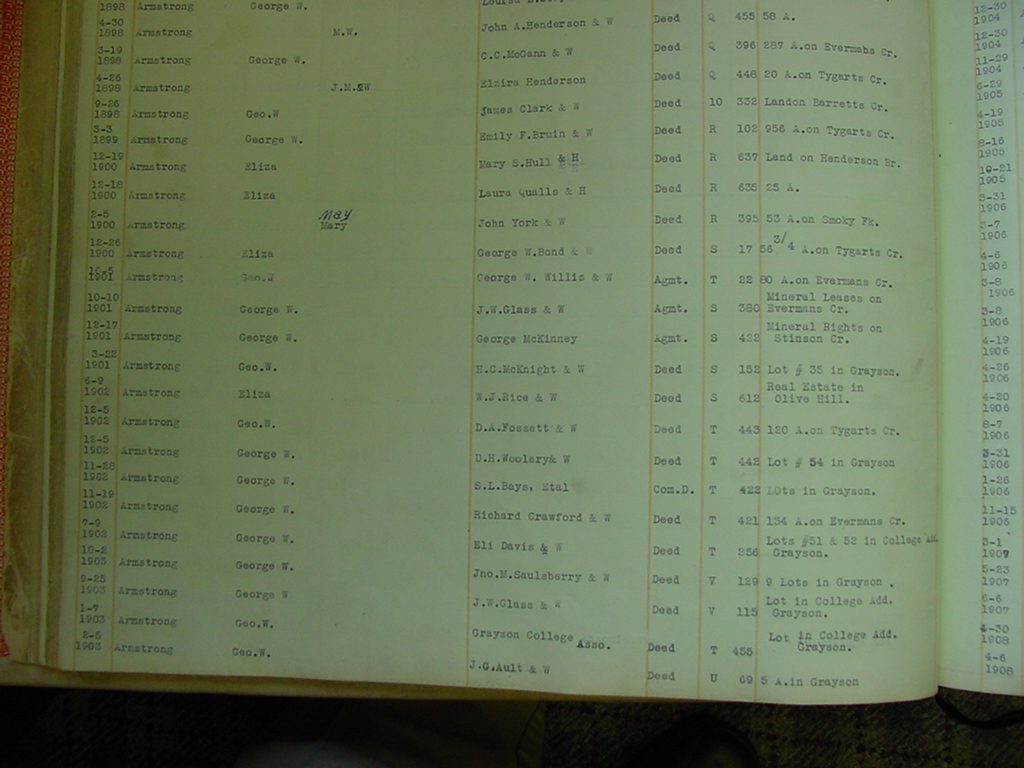 1898 Armstrong George W.
4-30 1898 Armstrong M.W. John A.Henderson & W Deed Q 455 58 A.
3-19 1898 Armstrong George W. C.C.McGann & W Deed Q 396 287 A.on Evermans Cr.
4-26 1898 Armstrong J.M.&W Elzira Henderson Deed Q 448 20 A.on Tygarts Cr.
9-26 1898 Armstrong Geo.W James Clark & W Deed 10 332 Landon Barretts Cr.
3-3 1899 Armstrong George W. Emily F.Bruin & W Deed R 102 956 A.on Tygarts Cr.
12-19 1900 Armstrong Eliza Mary S.Hull & H Deed R 637 Land on Henderson Br.
12-18 1900 Armstrong Eliza Laura Qualls & H Deed R 635 25 A.
2-5 1900 Armstrong May Mary John York & W Deed R 395 53 A.on Smoky Fk.
12-26 1900 Armstrong Eliza George W.Bond & W Deed S 17 56 3/4 A.on Tygarts Cr.
1901 Armstrong Geo.W George W. Willis & W Agmt. T 22 80 A.on Evermans Cr.
10-10 1901 Armstrong George W. J.W.Glass & W Agmt. S 380 Mineral Leases on
Evermans Cr.
12-17 1901 Armstrong George W. George McKinney Agmt. S 422 Mineral Rights on
Stinson Cr.
3-22 1901 Armstrong Geo.W. H.C.McKnight & W Deed S 152 Lot # 35 in Grayson.
6-9 1902 Armstrong Eliza W.J.Rice & W Deed S 612 Real Estate in
Olive Hill.
12-5 1902 Armstrong Geo.W. D.A.Fossett & W Deed T 443 120 A.on Tygarts Cr.
12-5 1902 Armstrong George W. D.H.Woolery& W Deed T 442 Lot # 54 in Grayson
11-28 1902 Armstrong George W. S.L.Bays, Etal Com.D. T 422 LOts in Grayson.
11-19 1902 Armstrong George W. Richard Crawford & W Deed T 421 134 A.on Evermans Cr.
7-9 1902 Armstrong George W. Eli Davis & W Deed T 256 Lots #51 & 52 in College Add.
Grayson.
10-2 1903 Armstrong George W. Jno.M.Saulsberry & W Deed V 129 9 Lots in Grayson .
9-25 1903 Armstrong George W J.W.Glass & W Deed V 115 Lot in College Add.
Grayson.
1-7 1903 Armstrong Geo.W. Grayson College Asso. Deed T 455 Lot in College Add.
Grayson.
2-5 1903 Armstrong Geo.W. J.G.Ault & W Deed U 69 5 A.in Grayson
12-30
1904
12-30
1904
11-29
1904
6-29
1905
4-19
1905
8-16
1905
10-21
1905
3-31
1906
3-7
1906
4-6
1906
3-8
1906
3-8
1906
4-19
1906
4-26
1906
4-20
1906
8-7
1906
3-31
1906
1-26
1906
11-15
1906
3-1
1907
5-23
1907
6-6
1907
4-30
1908
4-6
1908